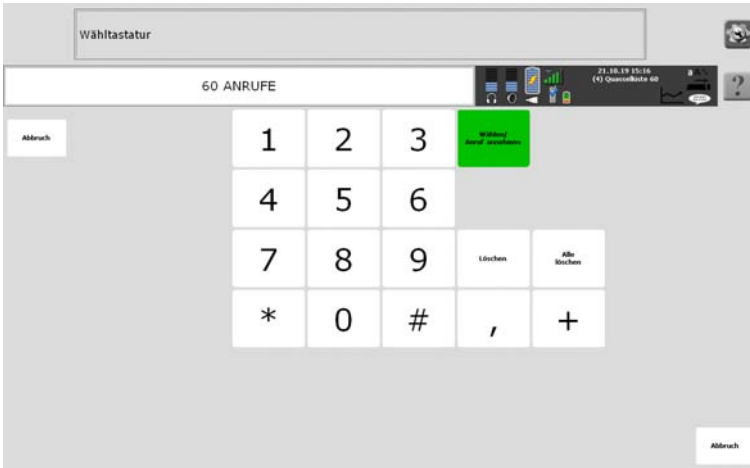 Wähltastatur
60 ANRUFE
21.10.19 15:16
(4) Quasselkiste 60
Abbruch
1 2 3 Wählen/
Anruf annehmen
4 5 6
7 8 9 Löschen Alle
löschen
* 0 # , +
?
Abbruch